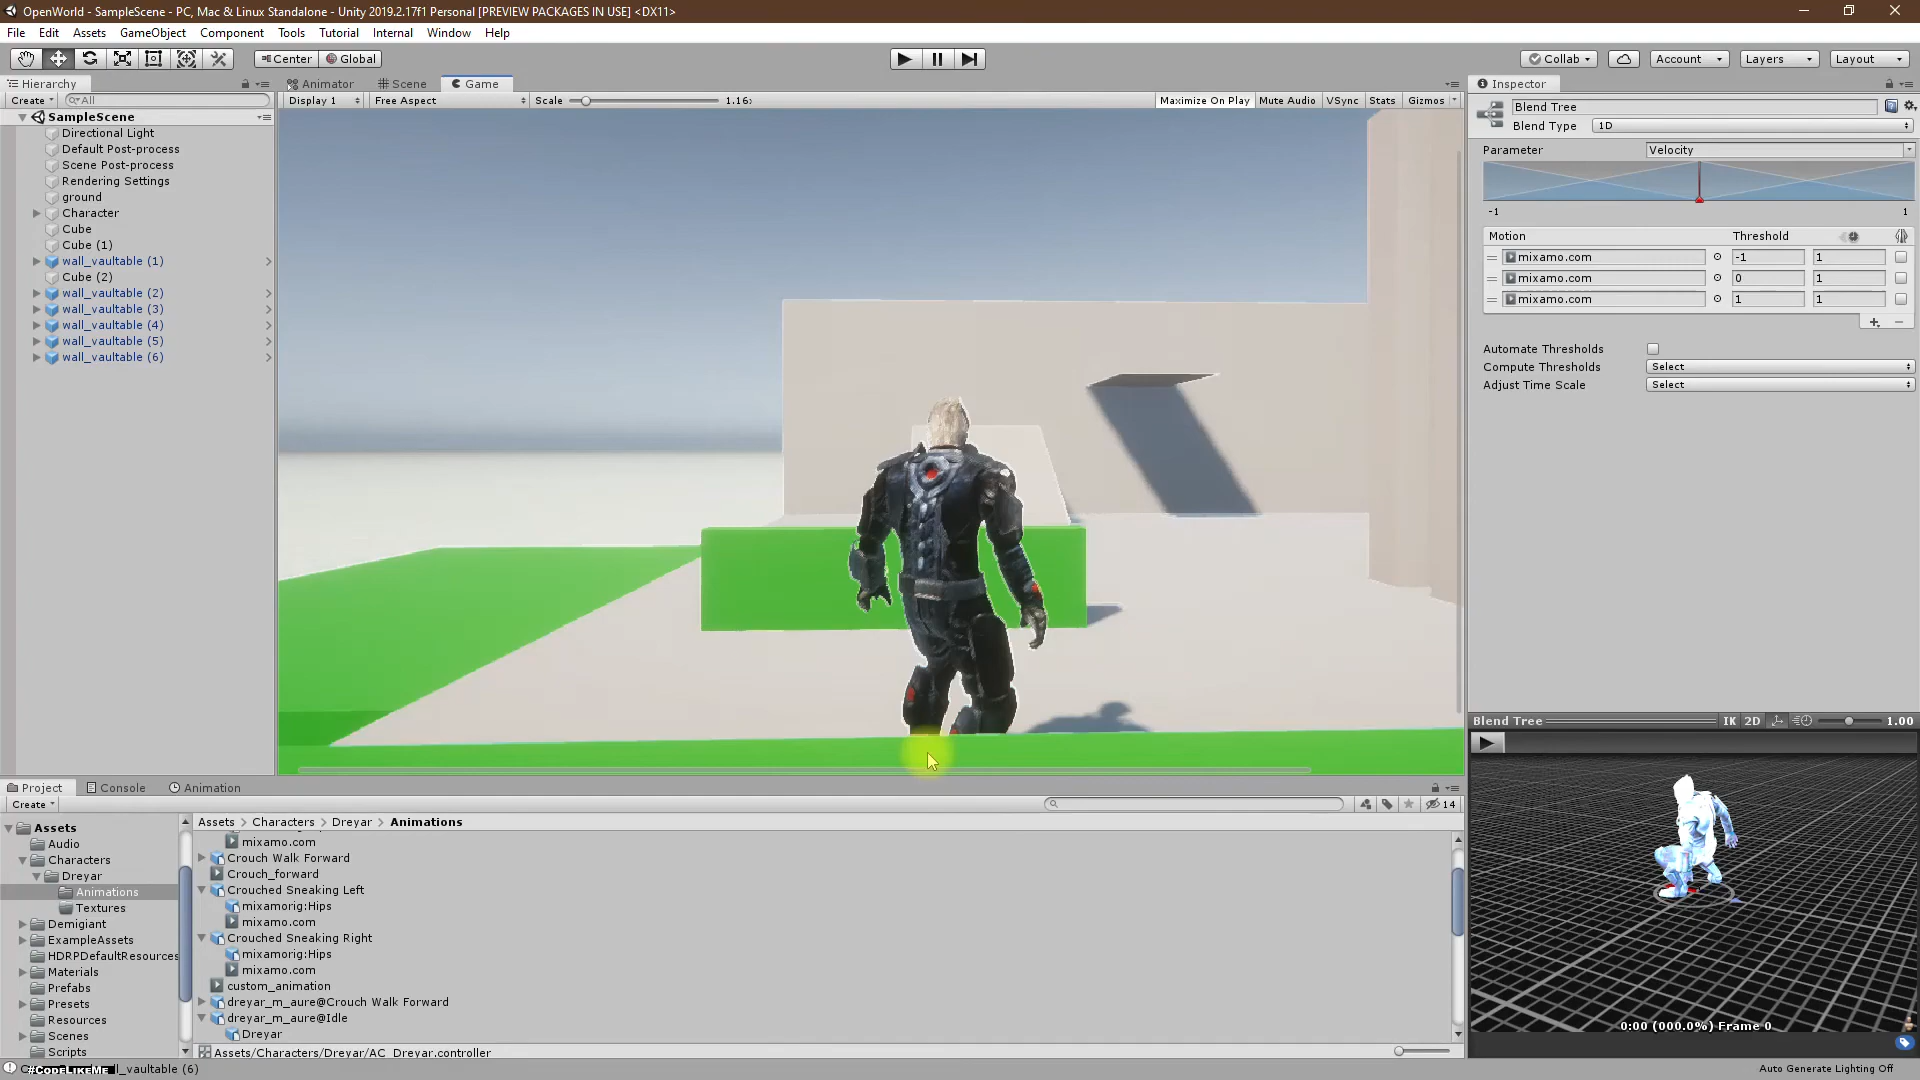 OpenWorld - SampleScene - PC, Mac & Linux Standalone - Unity 2019.2.17f1 Personal [PREVIEW PACKAGES IN USE] <DX11>
File Edit Assets GameObject Component Tools Tutorial Internal Window Help
Center Global Collab Account Layers Layout
Hierarchy
Create All
SampleScene
Directional Light
Default Post-process
Scene Post-process
Rendering Settings
ground
Character
Cube
Cube (1)
wall_vaultable (1)
Cube (2)
wall_vaultable (2)
wall_vaultable (3)
wall_vaultable (4)
wall_vaultable (5)
wall_vaultable (6)
Animator Scene Game
Display 1 Free Aspect Scale 1.16x Maximize On Play Mute Audio VSync Stats Gizmos
Inspector
Blend Tree
Blend Type 1D
Parameter Velocity
-1 1
Motion Threshold
mixamo.com -1 1
mixamo.com 0 1
mixamo.com 1 1
Automate Thresholds
Compute Thresholds Select
Adjust Time Scale Select
Blend Tree IK 2D 1.00
0:00 (000.0%) Frame 0
Project Console Animation
Create 14
Assets
Audio
Characters
Dreyar
Animations
Textures
Demigiant
ExampleAssets
HDRPDefaultResources
Materials
Prefabs
Presets
Resources
Scenes
Scripts
Assets > Characters > Dreyar > Animations
mixamo.com
Crouch Walk Forward
Crouch_forward
Crouched Sneaking Left
mixamorig:Hips
mixamo.com
Crouched Sneaking Right
mixamorig:Hips
mixamo.com
custom_animation
dreyar_m_aure@Crouch Walk Forward
dreyar_m_aure@Idle
Dreyar
Assets/Characters/Dreyar/AC_Dreyar.controller
#CODELIKEME
wall_vaultable (6)
Auto Generate Lighting Off